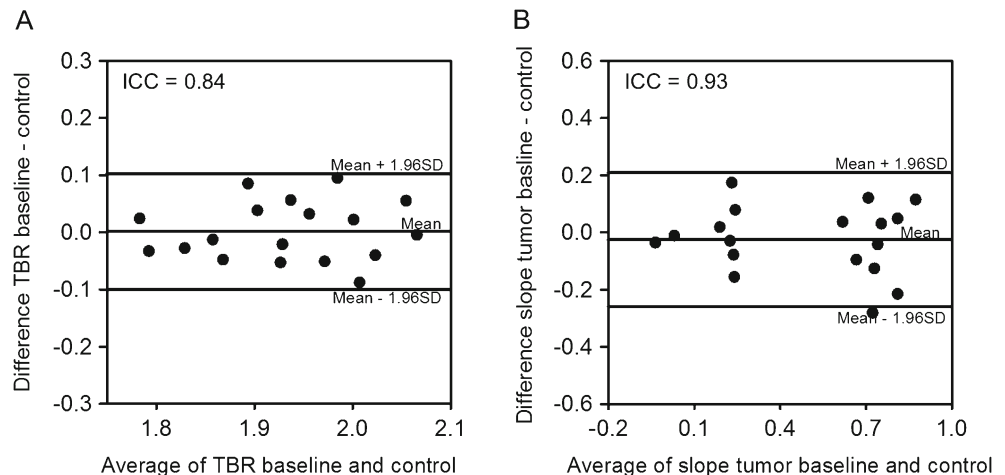 A
Difference TBR baseline - control
0.3
0.2
0.1
0.0
-0.1
-0.2
-0.3
ICC = 0.84
Mean + 1.96SD
Mean
Mean - 1.96SD
1.8 1.9 2.0 2.1
Average of TBR baseline and control
B
Difference slope tumor basline - control
0.6
0.4
0.2
0.0
-0.2
-0.4
-0.6
ICC = 0.93
Mean + 1.96SD
Mean
Mean - 1.96SD
-0.2 0.1 0.4 0.7 1.0
Average of slope tumor baseline and control